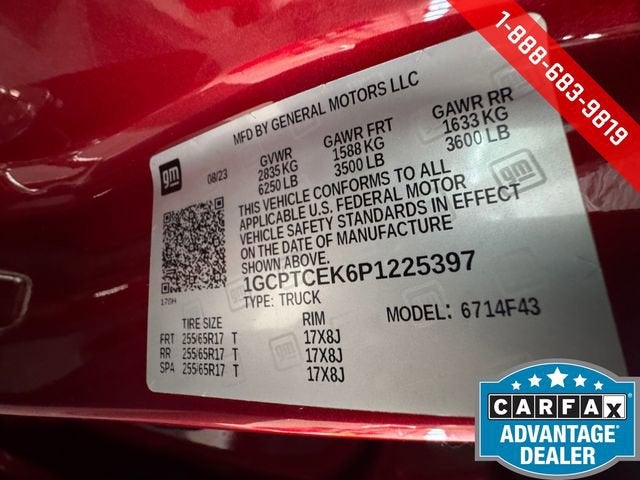 1-888-683-9819
MFD BY GENERAL MOTORS LLC
gm
08/23
GVWR
2835 KG
6250 LB
GAWR FRT
1588 KG
3500 LB
GAWR RR
1633 KG
3600 LB
THIS VEHICLE CONFORMS TO ALL
APPLICABLE U.S. FEDERAL MOTOR
VEHICLE SAFETY STANDARDS IN EFFECT
ON THE DATE OF MANUFACTURE
SHOWN ABOVE.
1GCPTCEK6P1225397
TYPE: TRUCK
MODEL: 6714F43
170H
TIRE SIZE RIM
FRT 255/65R17 T 17X8J
RR 255/65R17 T 17X8J
SPA 255/65R17 T 17X8J
CARFAX
ADVANTAGE®
DEALER